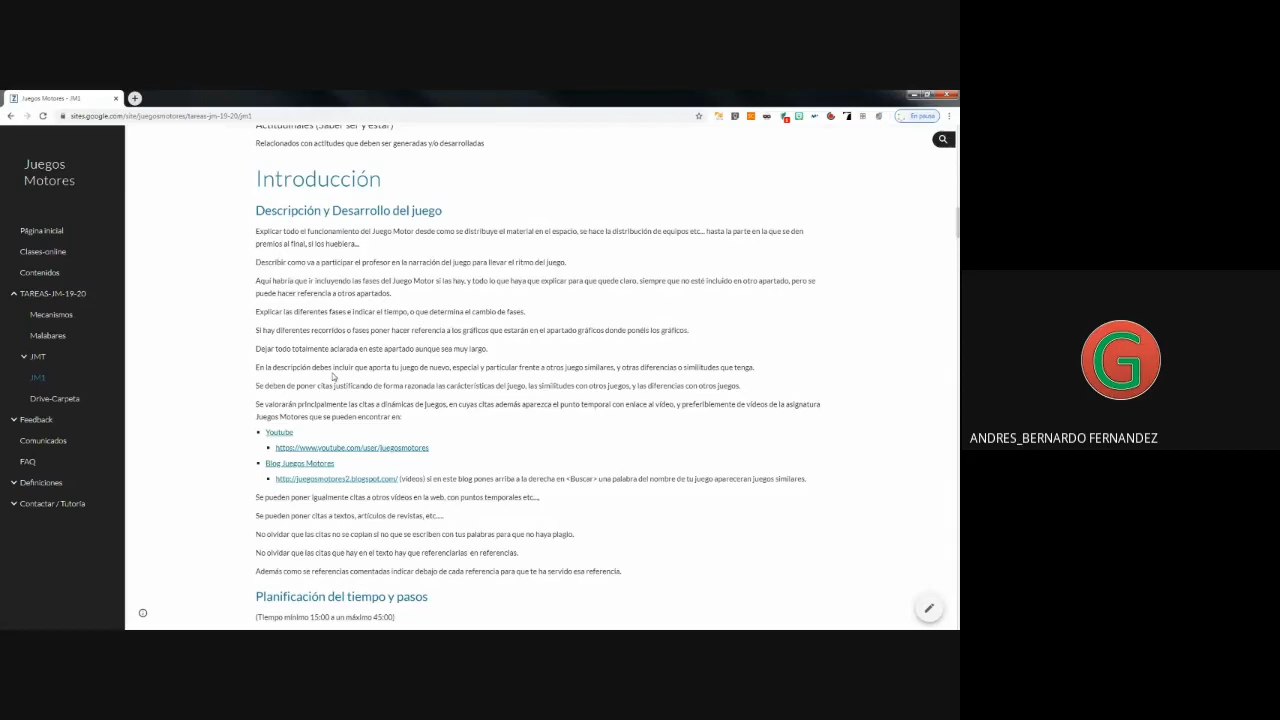 Juegos Motores - JM1
sites.google.com/site/juegosmotores/tareas-jm-19-20/jm1
En pausa
Juegos
Motores
Página inicial
Clases-online
Contenidos
TAREAS-JM-19-20
Mecanismos
Malabares
JMT
JM1
Drive-Carpeta
Feedback
Comunicados
FAQ
Definiciones
Contactar / Tutoría
Actitudinales (Saber ser y estar)
Relacionados con actitudes que deben ser generadas y/o desarrolladas
Introducción
Descripción y Desarrollo del juego
Explicar todo el funcionamiento del Juego Motor desde como se distribuye el material en el espacio, se hace la distribución de equipos etc... hasta la parte en la que se den
premios al final, si los huebiera...
Describir como va a participar el profesor en la narración del juego para llevar el ritmo del juego.
Aquí habría que ir incluyendo las fases del Juego Motor si las hay, y todo lo que haya que explicar para que quede claro, siempre que no esté incluido en otro apartado, pero se
puede hacer referencia a otros apartados.
Explicar las diferentes fases e indicar el tiempo, o que determina el cambio de fases.
Si hay diferentes recorridos o fases poner hacer referencia a los gráficos que estarán en el apartado gráficos donde ponéis los gráficos.
Dejar todo totalmente aclarada en este apartado aunque sea muy largo.
En la descripción debes incluir que aporta tu juego de nuevo, especial y particular frente a otros juego similares, y otras diferencias o similitudes que tenga.
Se deben de poner citas justificando de forma razonada las carácterísticas del juego, las similitudes con otros juegos, y las diferencias con otros juegos.
Se valorarán principalmente las citas a dinámicas de juegos, en cuyas citas además aparezca el punto temporal con enlace al vídeo, y preferiblemente de vídeos de la asignatura
Juegos Motores que se pueden encontrar en:
Youtube
https://www.youtube.com/user/juegosmotores
Blog Juegos Motores
http://juegosmotores2.blogspot.com/ (vídeos) si en este blog pones arriba a la derecha en <Buscar> una palabra del nombre de tu juego apareceran juegos similares.
Se pueden poner igualmente citas a otros vídeos en la web, con puntos temporales etc...,
Se pueden poner citas a textos, artículos de revistas, etc....
No olvidar que las citas no se copian si no que se escriben con tus palabras para que no haya plagio.
No olvidar que las citas que hay en el texto hay que referenciarlas en referencias.
Además como se referencias comentadas indicar debajo de cada referencia para que te ha servido esa referencia.
Planificación del tiempo y pasos
(Tiempo mínimo 15:00 a un máximo 45:00)
G
ANDRES_BERNARDO FERNANDEZ